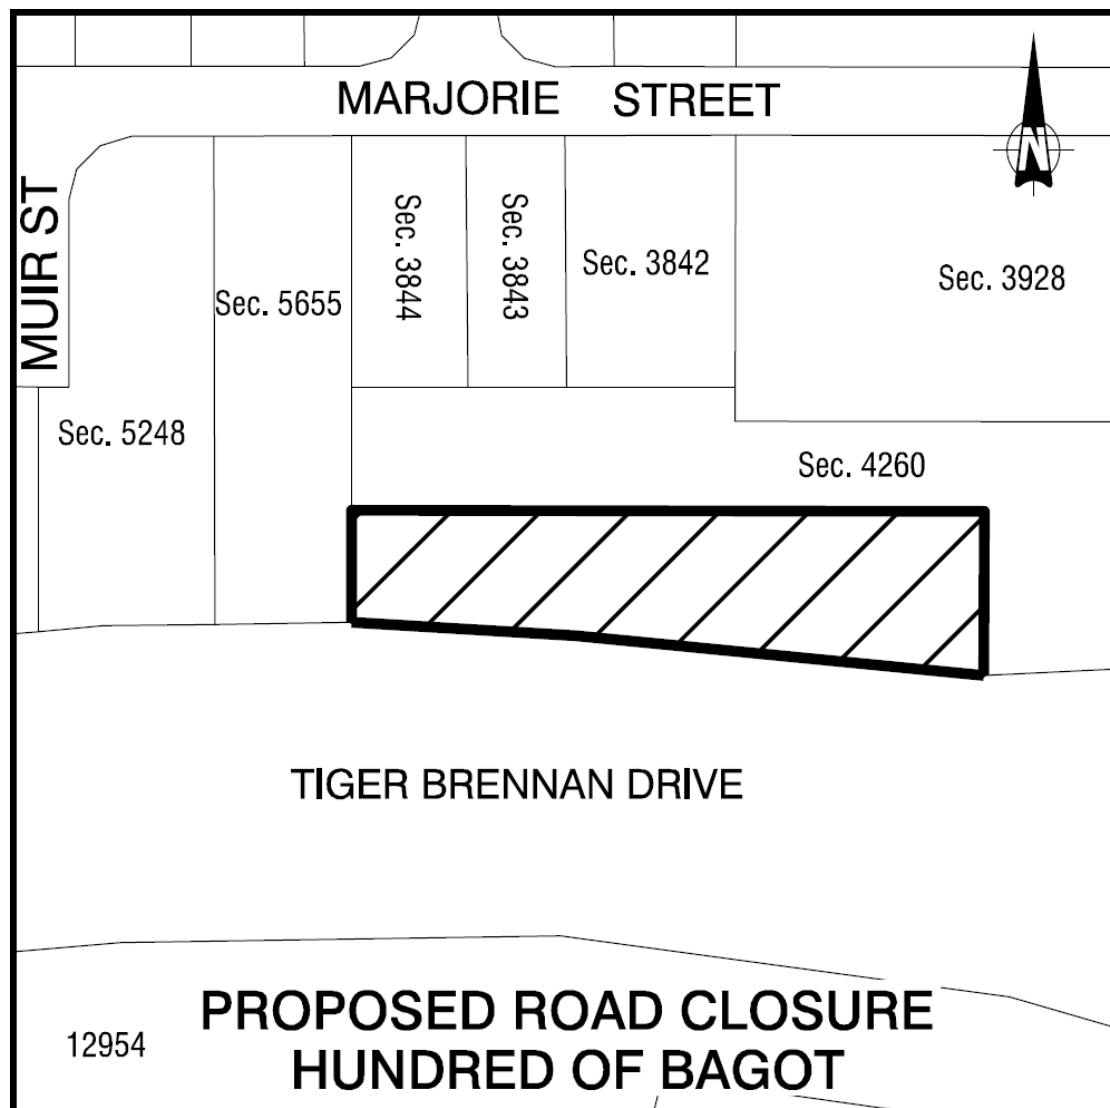 MARJORIE STREET
N
MUIR ST
Sec. 3844
Sec. 3843
Sec. 3842
Sec. 3928
Sec. 5655
Sec. 5248
Sec. 4260
TIGER BRENNAN DRIVE
PROPOSED ROAD CLOSURE
12954
HUNDRED OF BAGOT